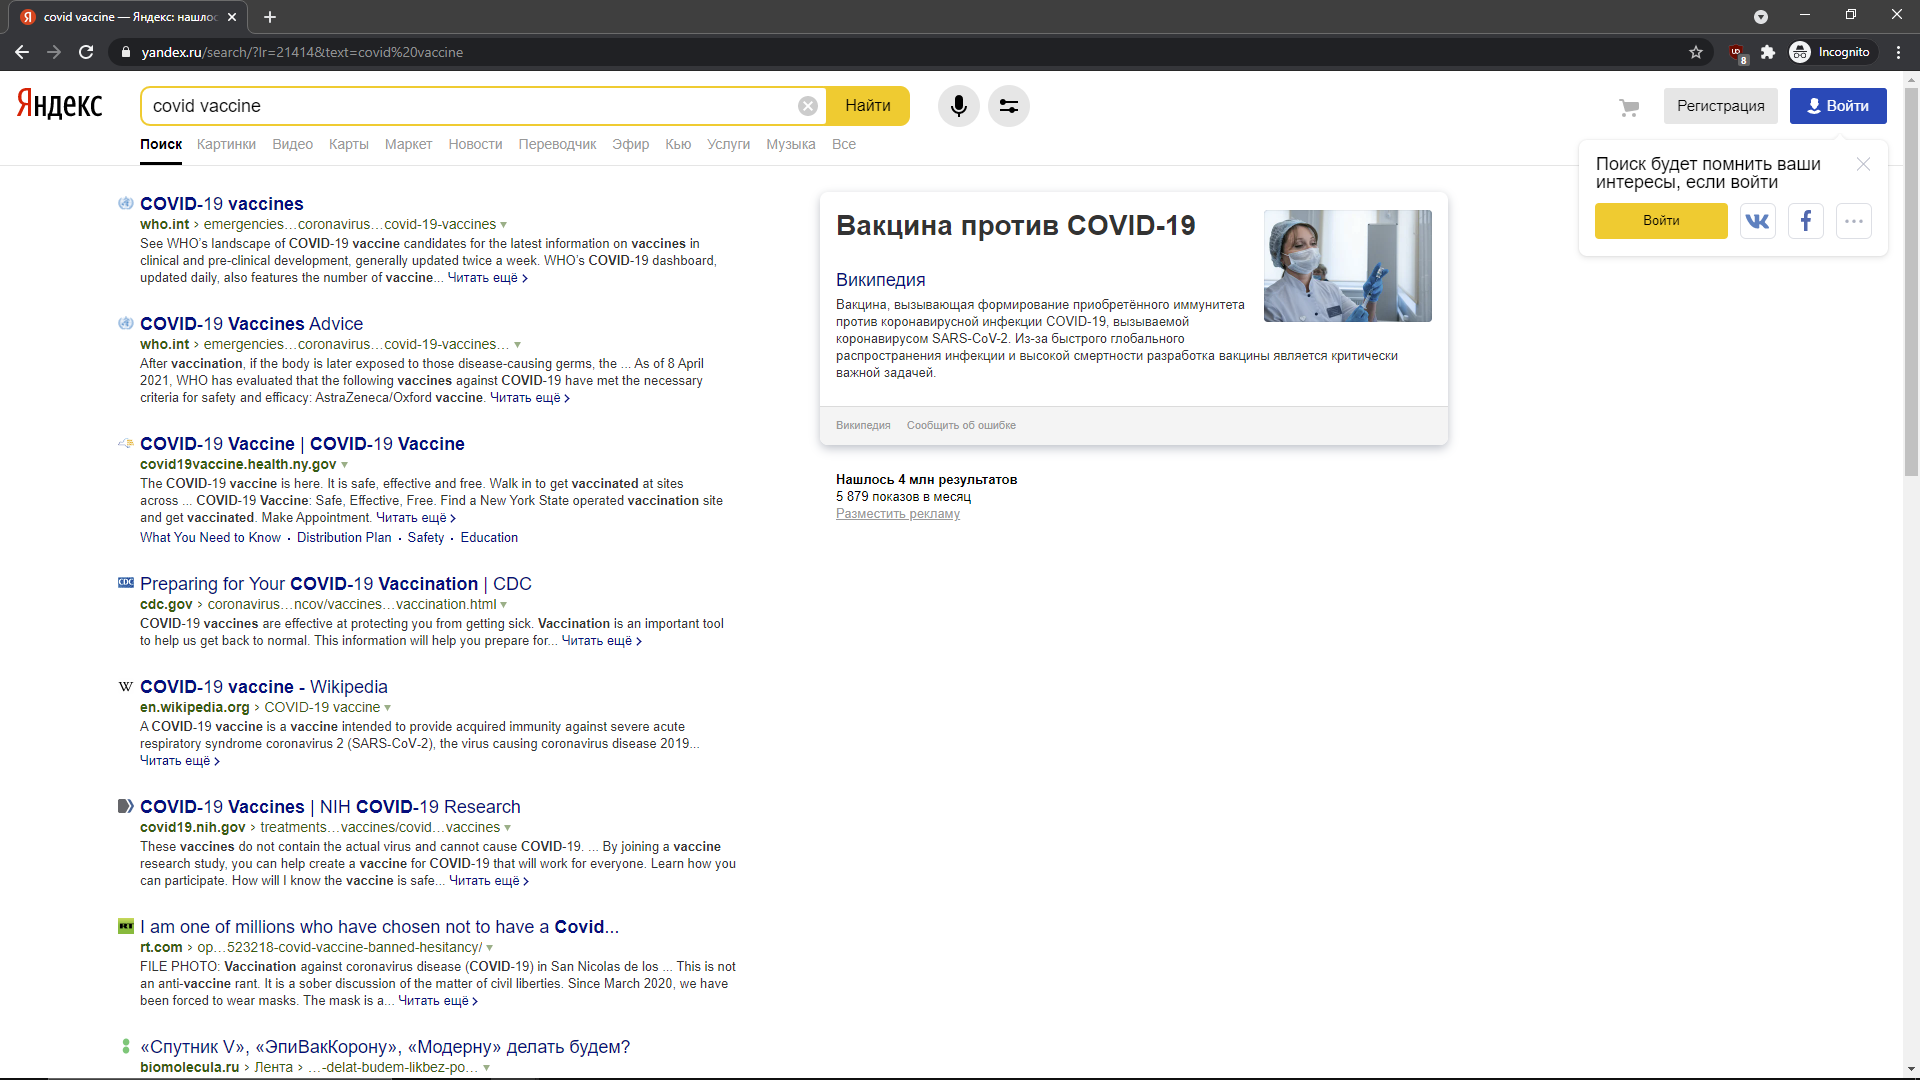 covid vaccine — Яндекс: нашлос
yandex.ru/search/?lr=21414&text=covid%20vaccine
8
Incognito
Яндекс
covid vaccine
Найти
Регистрация
Войти
Поиск Картинки Видео Карты Маркет Новости Переводчик Эфир Кью Услуги Музыка Все
Поиск будет помнить ваши
интересы, если войти
Войти
COVID-19 vaccines
who.int › emergencies…coronavirus…covid-19-vaccines
See WHO's landscape of COVID-19 vaccine candidates for the latest information on vaccines in
clinical and pre-clinical development, generally updated twice a week. WHO's COVID-19 dashboard,
updated daily, also features the number of vaccine... Читать ещё ›
COVID-19 Vaccines Advice
who.int › emergencies…coronavirus…covid-19-vaccines…
After vaccination, if the body is later exposed to those disease-causing germs, the ... As of 8 April
2021, WHO has evaluated that the following vaccines against COVID-19 have met the necessary
criteria for safety and efficacy: AstraZeneca/Oxford vaccine. Читать ещё ›
COVID-19 Vaccine | COVID-19 Vaccine
covid19vaccine.health.ny.gov
The COVID-19 vaccine is here. It is safe, effective and free. Walk in to get vaccinated at sites
across ... COVID-19 Vaccine: Safe, Effective, Free. Find a New York State operated vaccination site
and get vaccinated. Make Appointment. Читать ещё ›
What You Need to Know · Distribution Plan · Safety · Education
CDC
Preparing for Your COVID-19 Vaccination | CDC
cdc.gov › coronavirus…ncov/vaccines…vaccination.html
COVID-19 vaccines are effective at protecting you from getting sick. Vaccination is an important tool
to help us get back to normal. This information will help you prepare for... Читать ещё ›
W
COVID-19 vaccine - Wikipedia
en.wikipedia.org › COVID-19 vaccine
A COVID-19 vaccine is a vaccine intended to provide acquired immunity against severe acute
respiratory syndrome coronavirus 2 (SARS-CoV-2), the virus causing coronavirus disease 2019...
Читать ещё ›
COVID-19 Vaccines | NIH COVID-19 Research
covid19.nih.gov › treatments…vaccines/covid…vaccines
These vaccines do not contain the actual virus and cannot cause COVID-19. ... By joining a vaccine
research study, you can help create a vaccine for COVID-19 that will work for everyone. Learn how you
can participate. How will I know the vaccine is safe... Читать ещё ›
RT
I am one of millions who have chosen not to have a Covid...
rt.com › op…523218-covid-vaccine-banned-hesitancy/
FILE PHOTO: Vaccination against coronavirus disease (COVID-19) in San Nicolas de los ... This is not
an anti-vaccine rant. It is a sober discussion of the matter of civil liberties. Since March 2020, we have
been forced to wear masks. The mask is a... Читать ещё ›
«Спутник V», «ЭпиВакКорону», «Модерну» делать будем?
biomolecula.ru › Лента › …-delat-budem-likbez-po…
Вакцина против COVID-19
Википедия
Вакцина, вызывающая формирование приобретённого иммунитета
против коронавирусной инфекции COVID-19, вызываемой
коронавирусом SARS-CoV-2. Из-за быстрого глобального
распространения инфекции и высокой смертности разработка вакцины является критически
важной задачей.
Википедия Сообщить об ошибке
Нашлось 4 млн результатов
5 879 показов в месяц
Разместить рекламу